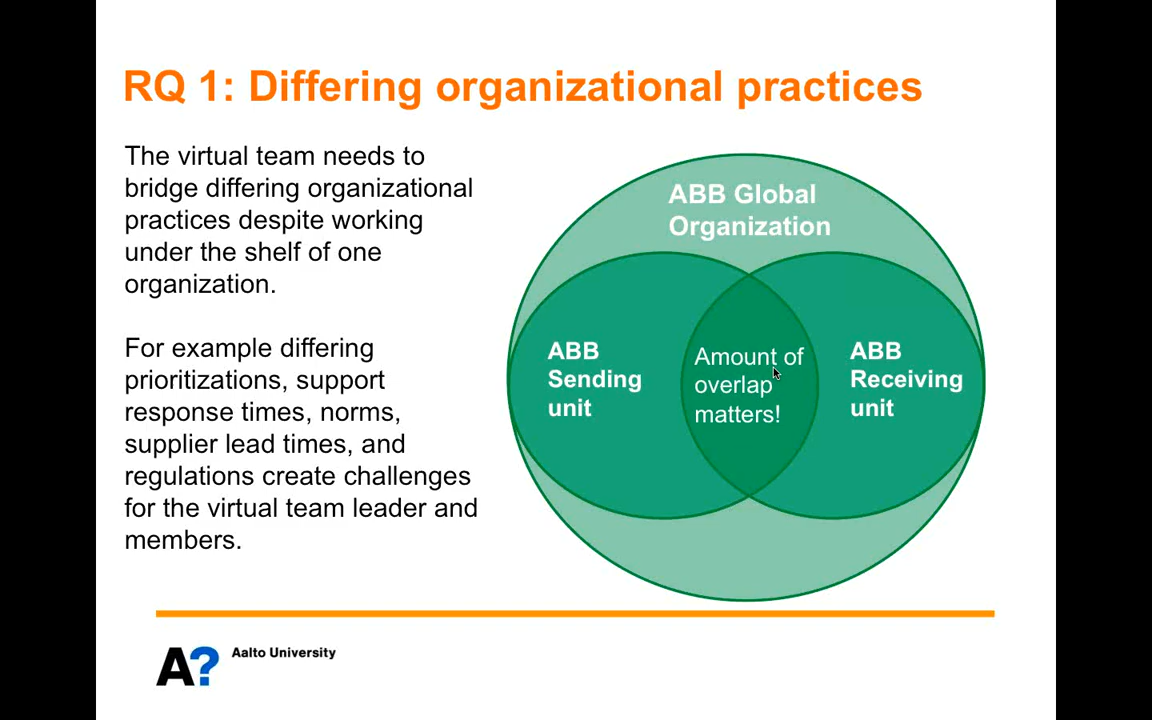 RQ 1: Differing organizational practices
The virtual team needs to
bridge differing organizational
practices despite working
under the shelf of one
organization.
For example differing
prioritizations, support
response times, norms,
supplier lead times, and
regulations create challenges
for the virtual team leader and
members.
ABB Global
Organization
ABB
Sending
unit
Amount of
overlap
matters!
ABB
Receiving
unit
A?
Aalto University